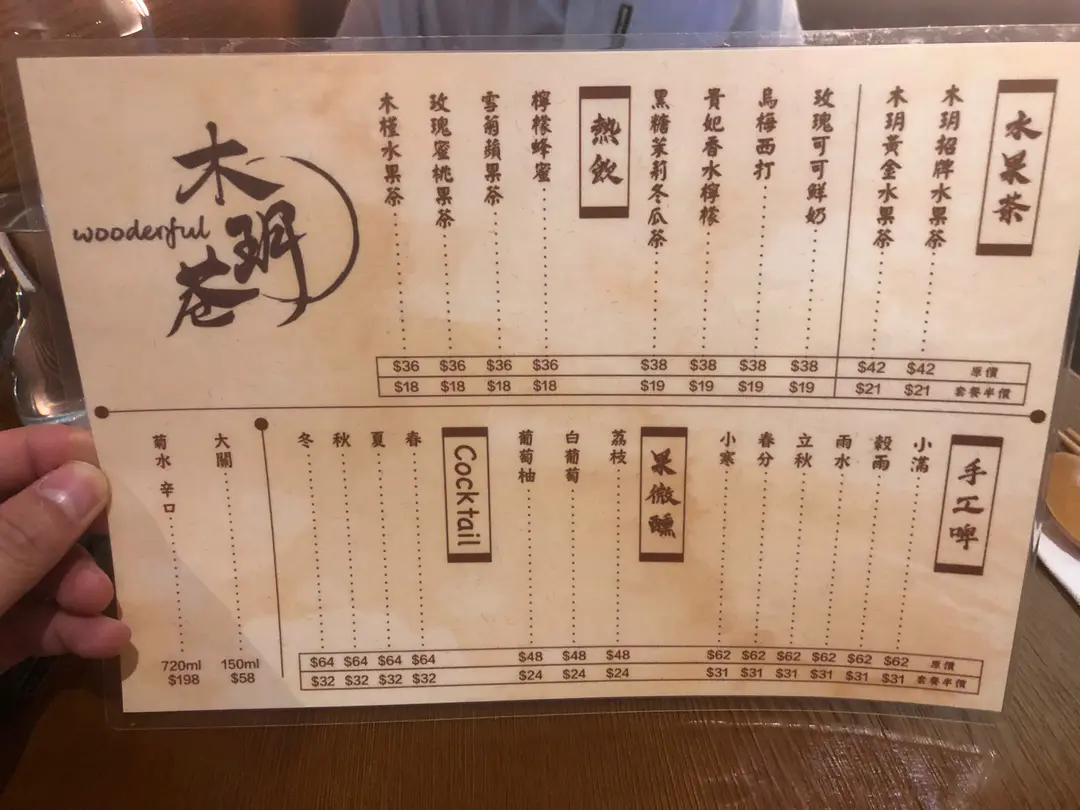 水果茶
木玥招牌水果茶 $42 $21
木玥黃金水果茶 $42 $21
原價
套餐半價
玫瑰可可鮮奶 $38 $19
烏梅西打 $38 $19
貴妃香水檸檬 $38 $19
黑糖茉莉冬瓜茶 $38 $19
熱飲
檸檬蜂蜜 $36 $18
雪菊蘋果茶 $36 $18
玫瑰蜜桃果茶 $36 $18
木槿水果茶 $36 $18
木玥巷
wooderful
手工啤
小滿 $62 $31
穀雨 $62 $31
雨水 $62 $31
立秋 $62 $31
春分 $62 $31
小寒 $62 $31
原價
套餐半價
果微醺
荔枝 $48 $24
白葡萄 $48 $24
葡萄柚 $48 $24
Cocktail
春 $64 $32
夏 $64 $32
秋 $64 $32
冬 $64 $32
大關 150ml $58
菊水 辛口 720ml $198